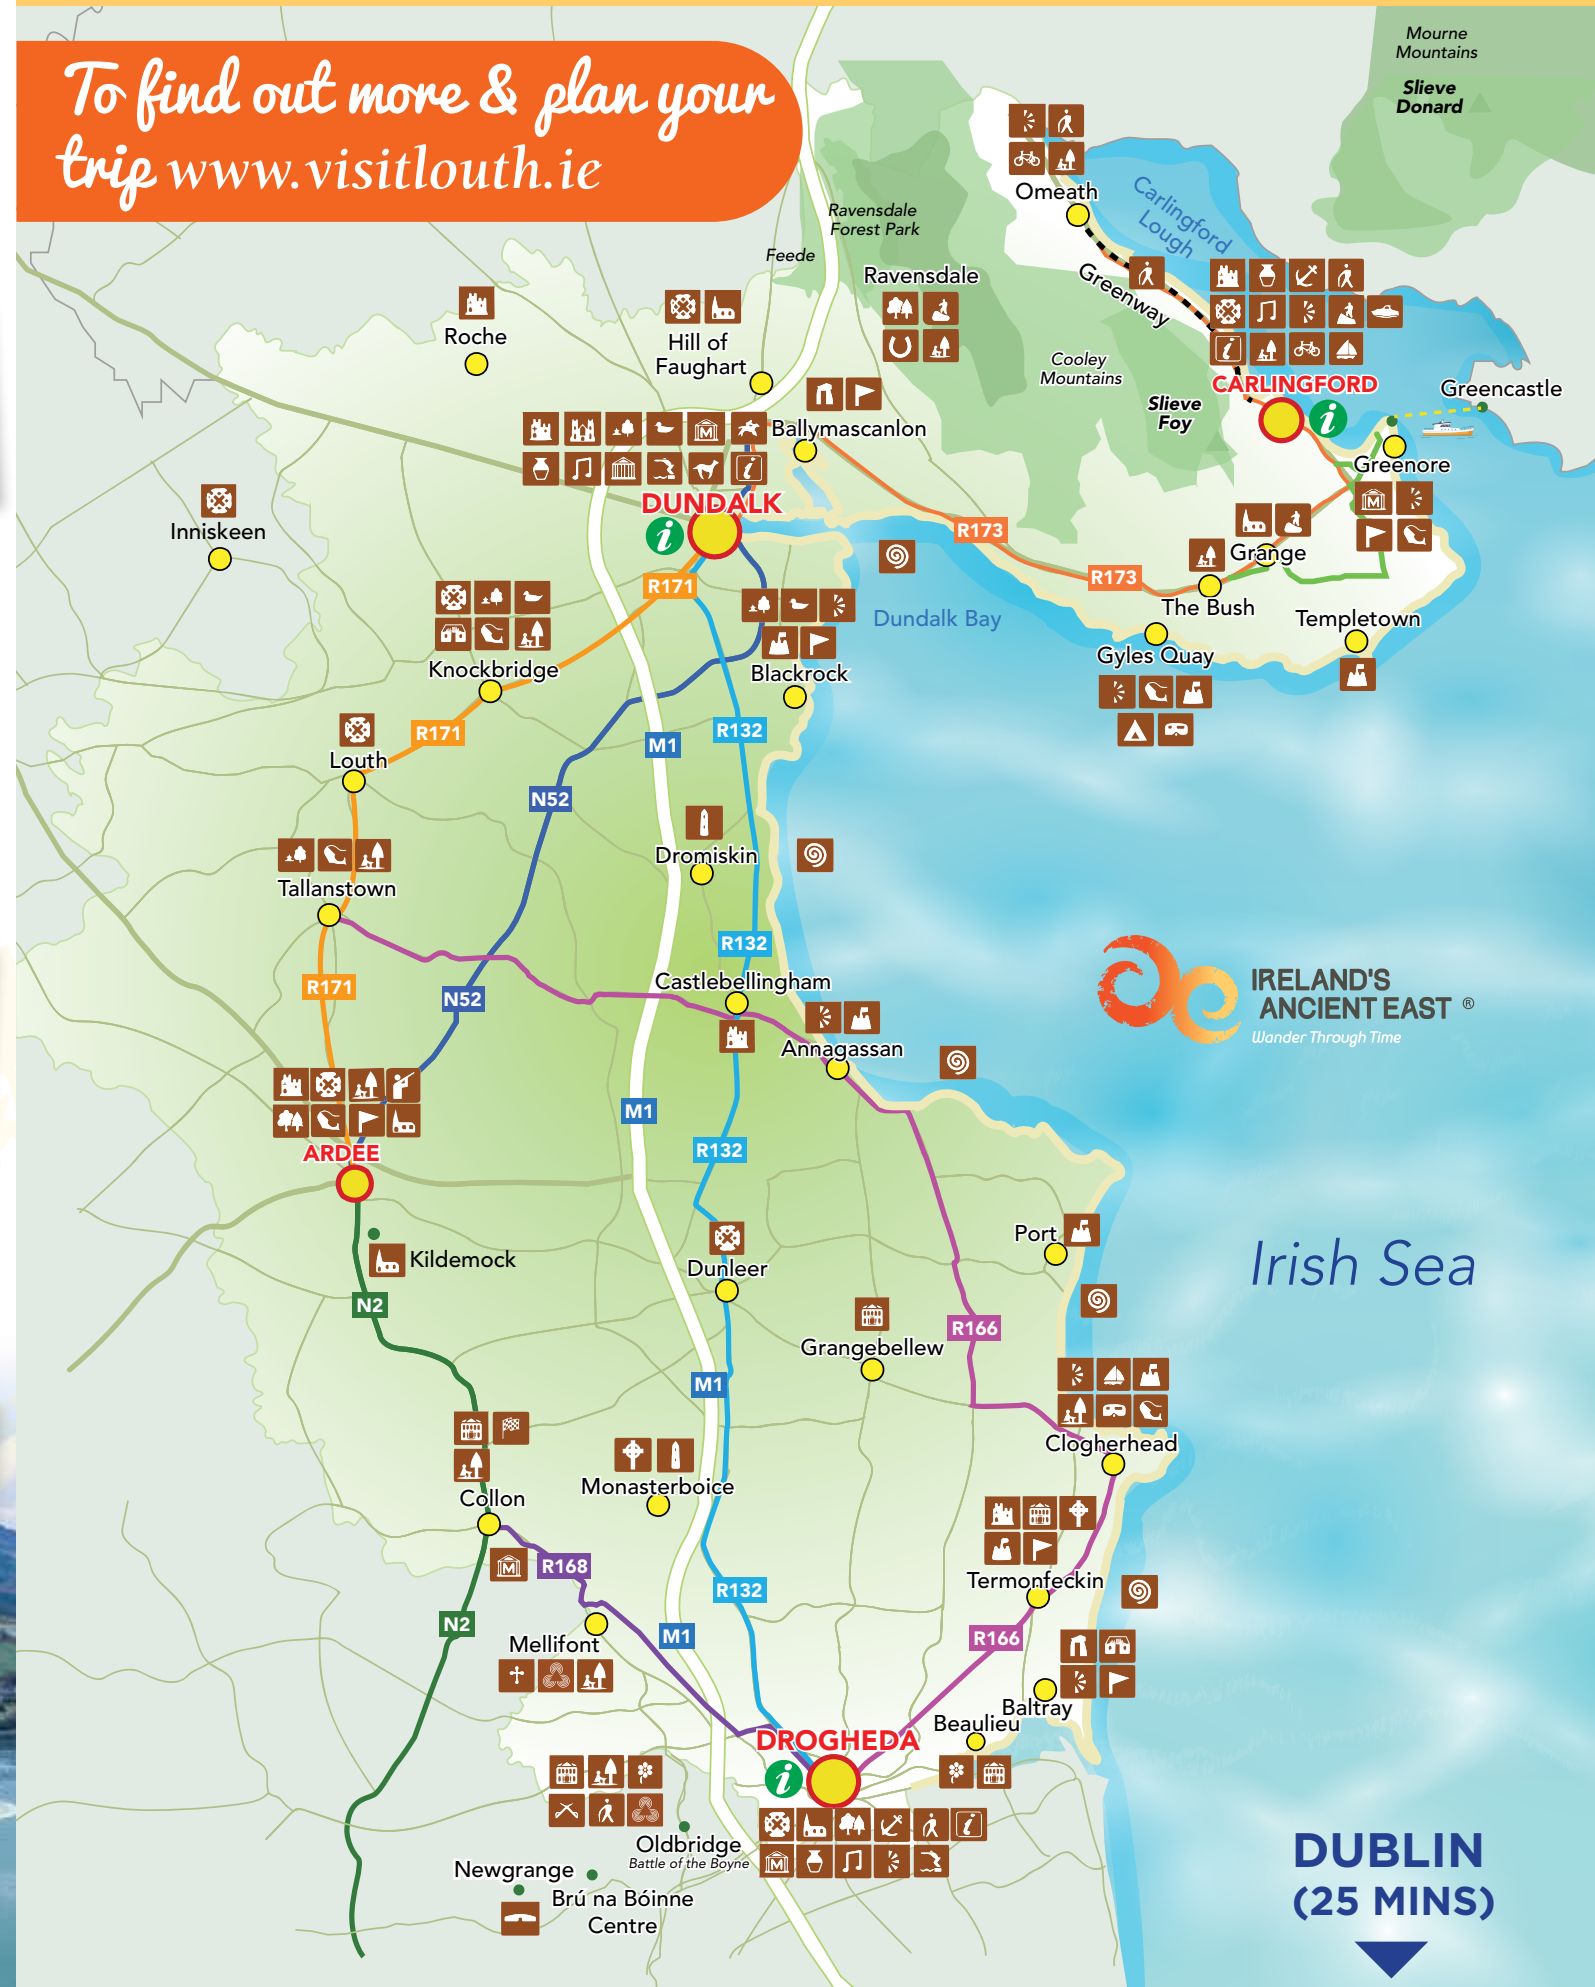 To find out more & plan your
trip www.visitlouth.ie
Mourne
Mountains
Slieve
Donard
Omeath
Carlingford
Lough
Ravensdale
Forest Park
Feede
Ravensdale
Greenway
Roche
Hill of
Faughart
Cooley
Mountains
Slieve
Foy
CARLINGFORD
i
Greencastle
Greenore
Ballymascanlon
M
i
DUNDALK
i
Inniskeen
R173
R173
M
Grange
The Bush
Templetown
Gyles Quay
R171
Dundalk Bay
Knockbridge
Blackrock
R171
M1
R132
Louth
N52
Dromiskin
Tallanstown
R132
R171
N52
Castlebellingham
Annagassan
IRELAND'S
ANCIENT EAST ®
Wander Through Time
M1
R132
ARDEE
Kildemock
N2
Port
Irish Sea
Dunleer
Grangebellew
R166
M1
Clogherhead
Monasterboice
Collon
M
R168
R132
Termonfeckin
N2
M1
R166
Mellifont
Baltray
Beaulieu
DROGHEDA
i
i
M
Oldbridge
Battle of the Boyne
Newgrange
Brú na Bóinne
Centre
DUBLIN
(25 MINS)